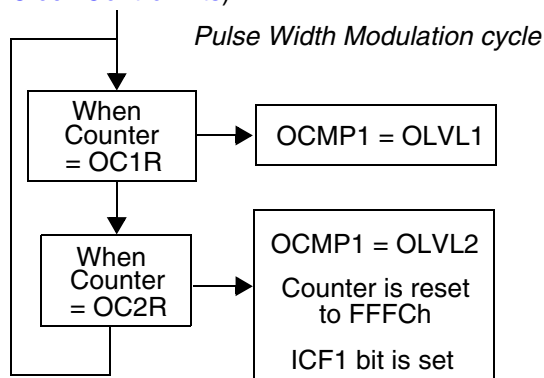 Pulse Width Modulation cycle
When
Counter
= OC1R
OCMP1 = OLVL1
When
Counter
= OC2R
OCMP1 = OLVL2
Counter is reset
to FFFCh
ICF1 bit is set